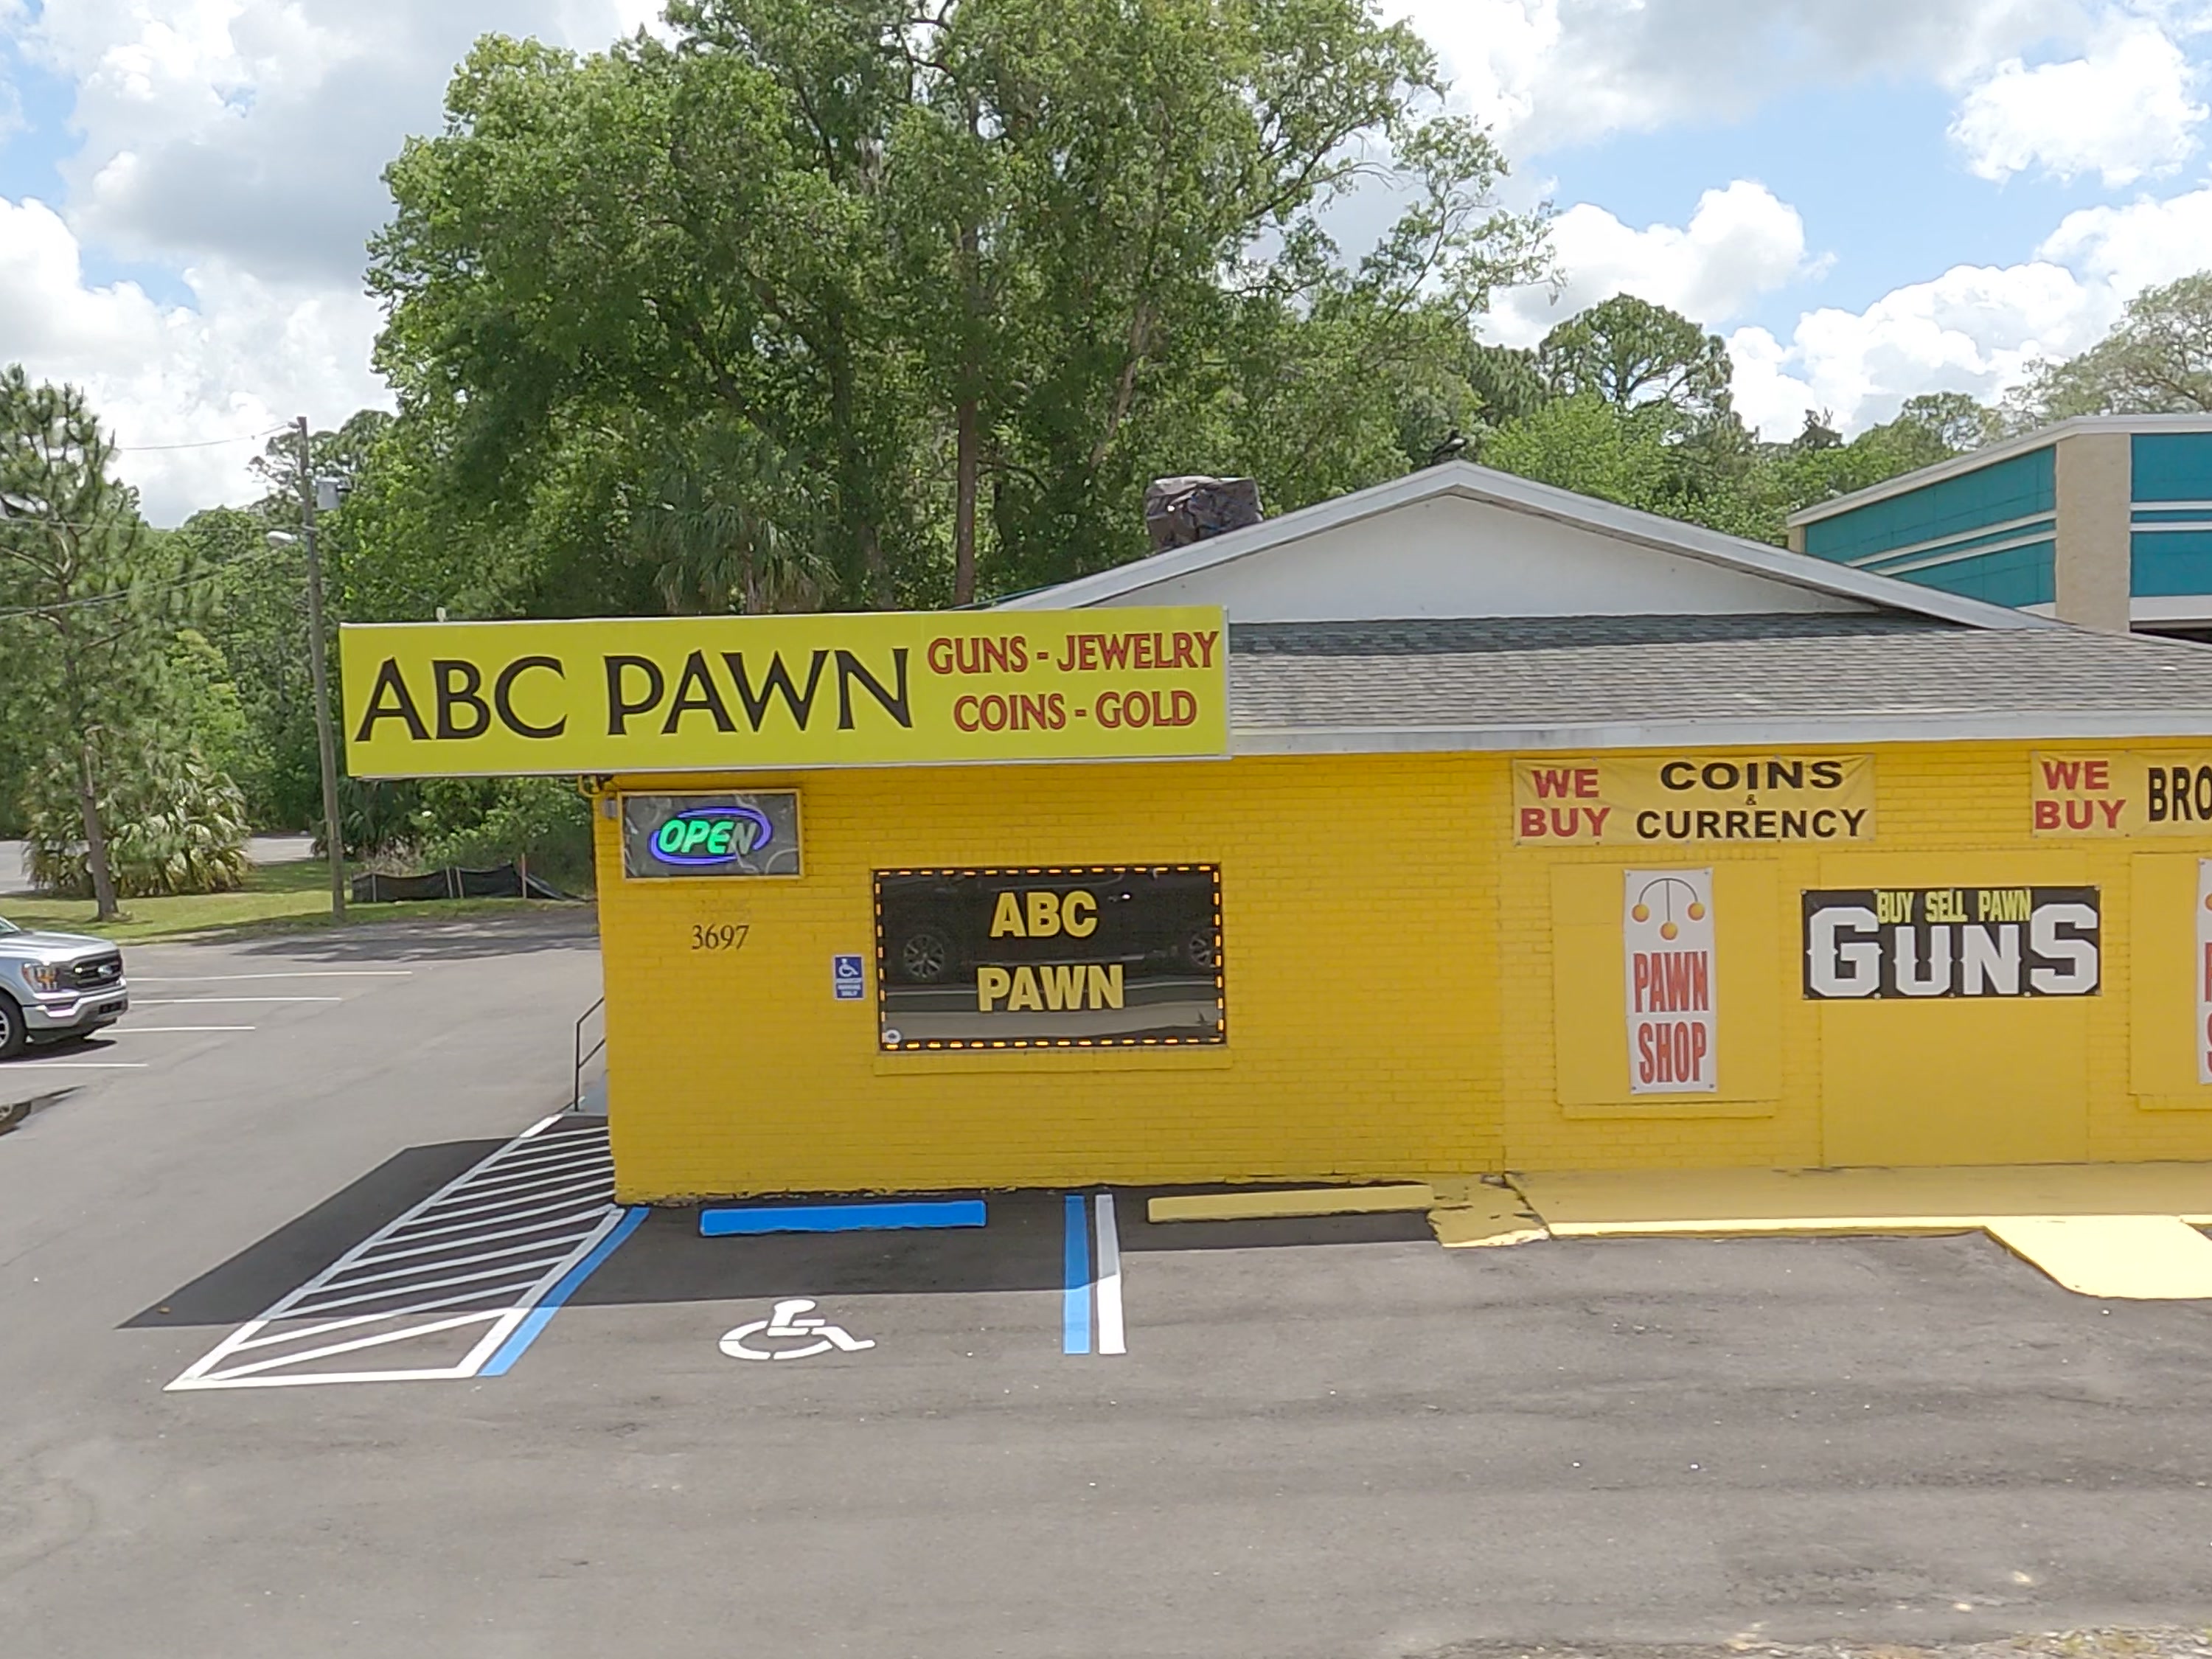 ABC PAWN
GUNS - JEWELRY
COINS - GOLD
OPEN
3697
ABC
PAWN
WE BUY
COINS
&
CURRENCY
WE BUY
BRO
PAWN
SHOP
BUY SELL PAWN
GUNS